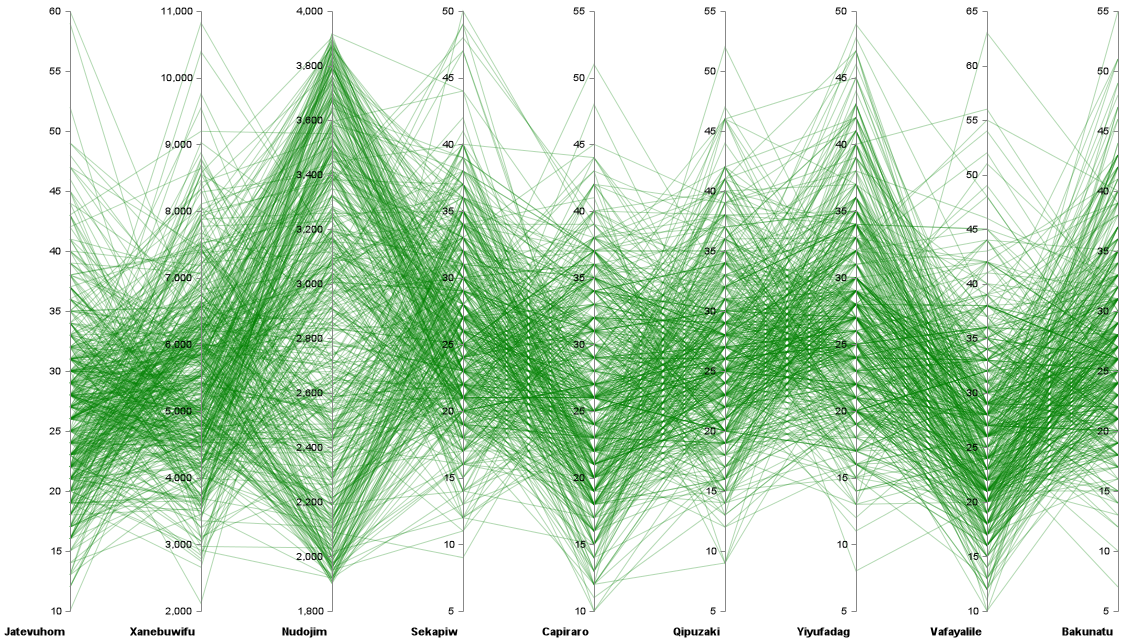 60 11,000 4,000 50 55 55 50 65 55
55 10,000 3,800 45 50 50 45 60 50
50 9,000 3,600 40 45 45 40 55 45
45 8,000 3,400 35 40 40 35 50 40
40 7,000 3,200 30 35 35 30 45 35
35 6,000 3,000 25 30 30 25 40 30
30 5,000 2,800 20 25 25 20 35 25
25 4,000 2,600 15 20 20 15 30 20
20 3,000 2,400 10 15 15 10 25 15
15 2,000 2,200 5 10 10 5 20 10
10 2,000 5 15 5
1,800 10
Jatevuhom Xanebuwifu Nudojim Sekapiw Capiraro Qipuzaki Yiyufadag Vafayalile Bakunatu